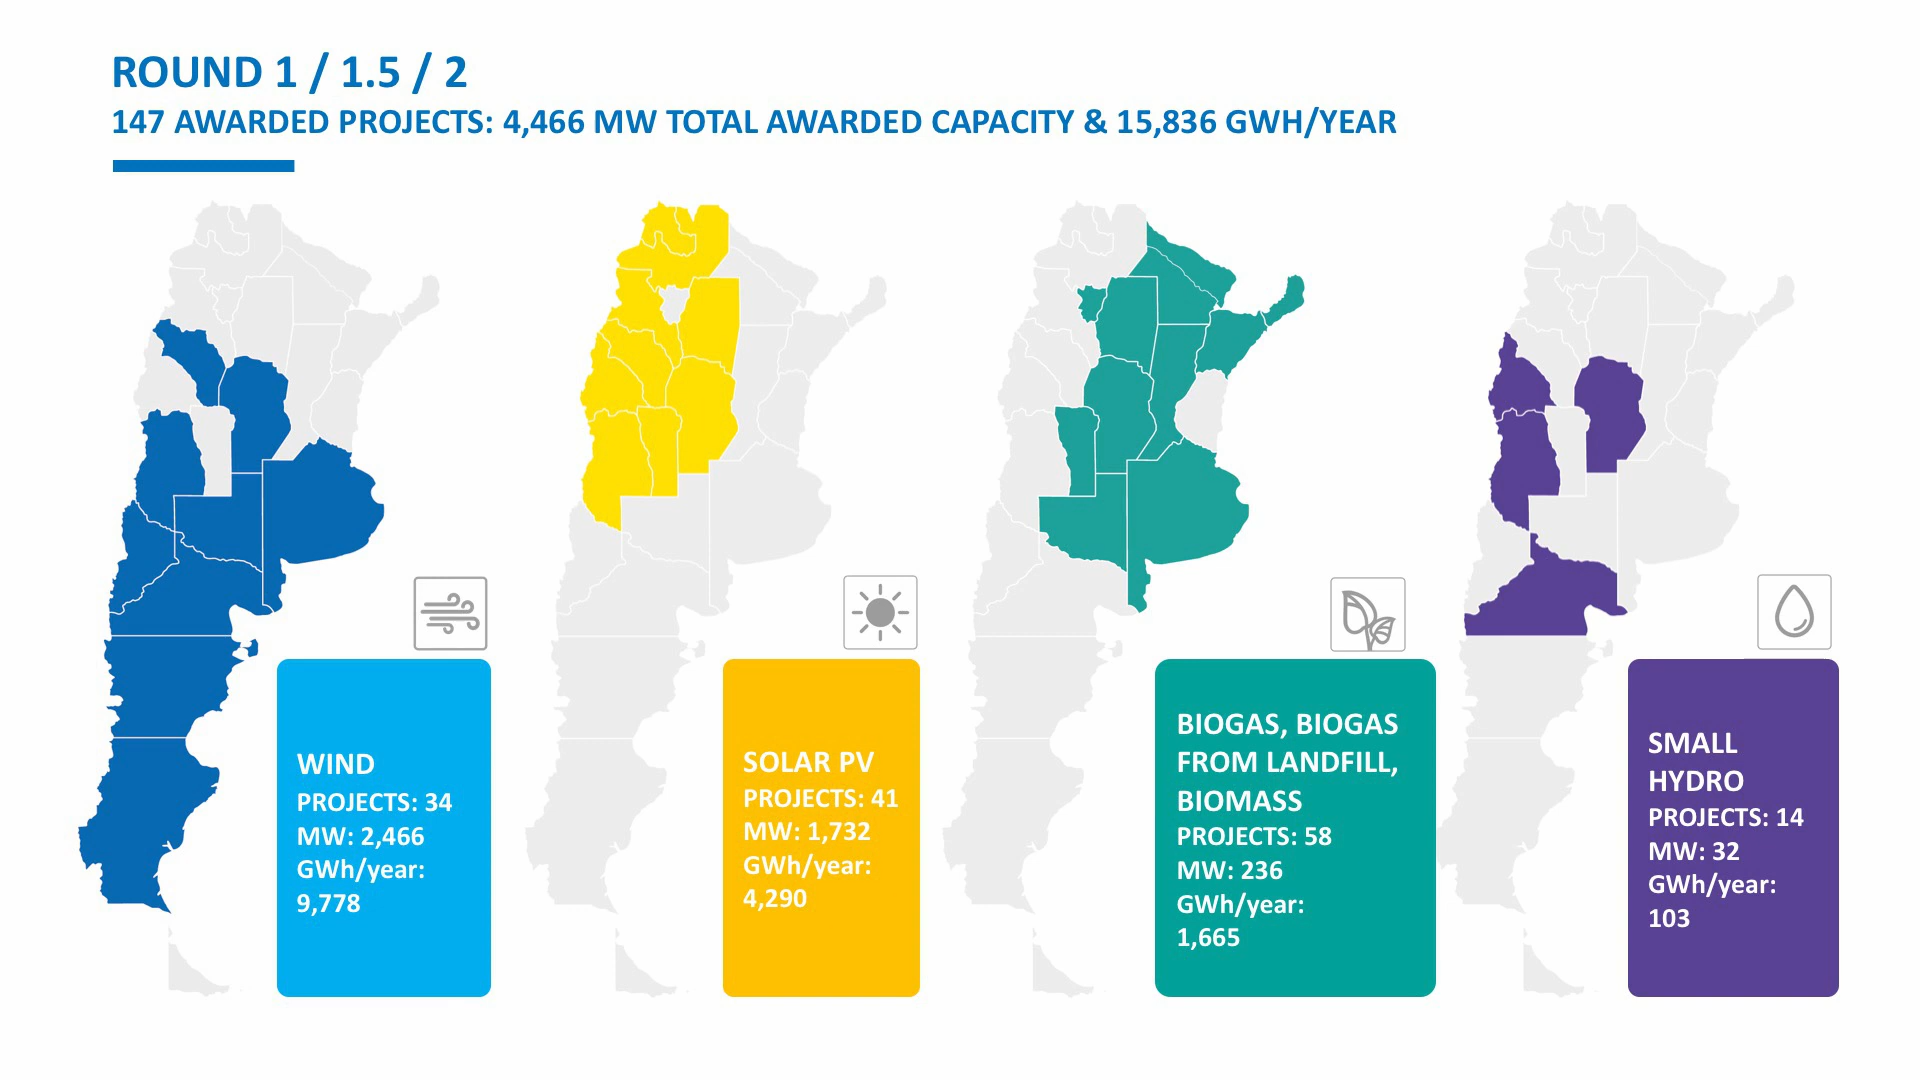 ROUND 1 / 1.5 / 2
147 AWARDED PROJECTS: 4,466 MW TOTAL AWARDED CAPACITY & 15,836 GWH/YEAR
WIND
PROJECTS: 34
MW: 2,466
GWh/year:
9,778
SOLAR PV
PROJECTS: 41
MW: 1,732
GWh/year:
4,290
BIOGAS, BIOGAS
FROM LANDFILL,
BIOMASS
PROJECTS: 58
MW: 236
GWh/year:
1,665
SMALL
HYDRO
PROJECTS: 14
MW: 32
GWh/year:
103